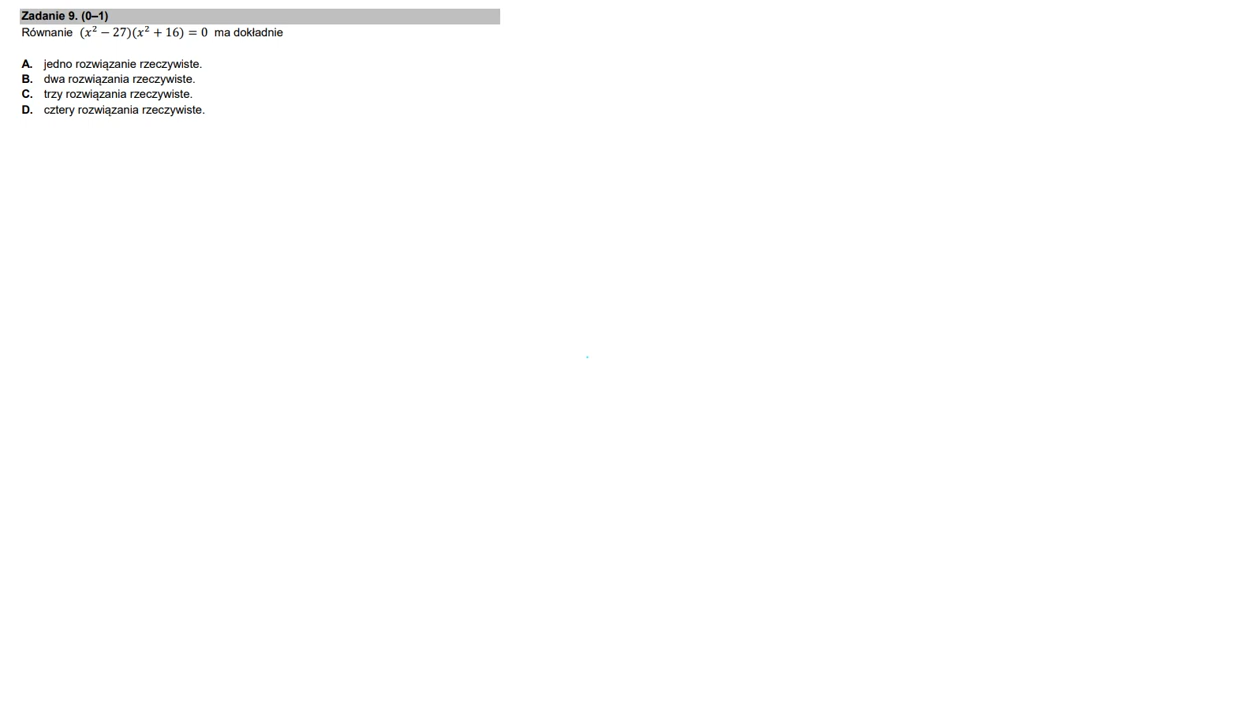 Zadanie 9. (0–1)
Równanie (x² − 27)(x² + 16) = 0 ma dokładnie
A. jedno rozwiązanie rzeczywiste.
B. dwa rozwiązania rzeczywiste.
C. trzy rozwiązania rzeczywiste.
D. cztery rozwiązania rzeczywiste.